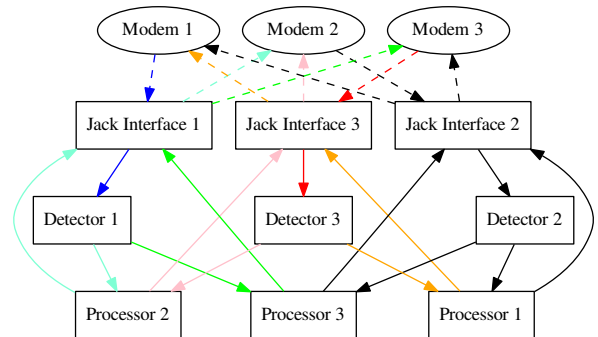 Modem 1
Modem 2
Modem 3
Jack Interface 1
Jack Interface 3
Jack Interface 2
Detector 1
Detector 3
Detector 2
Processor 2
Processor 3
Processor 1